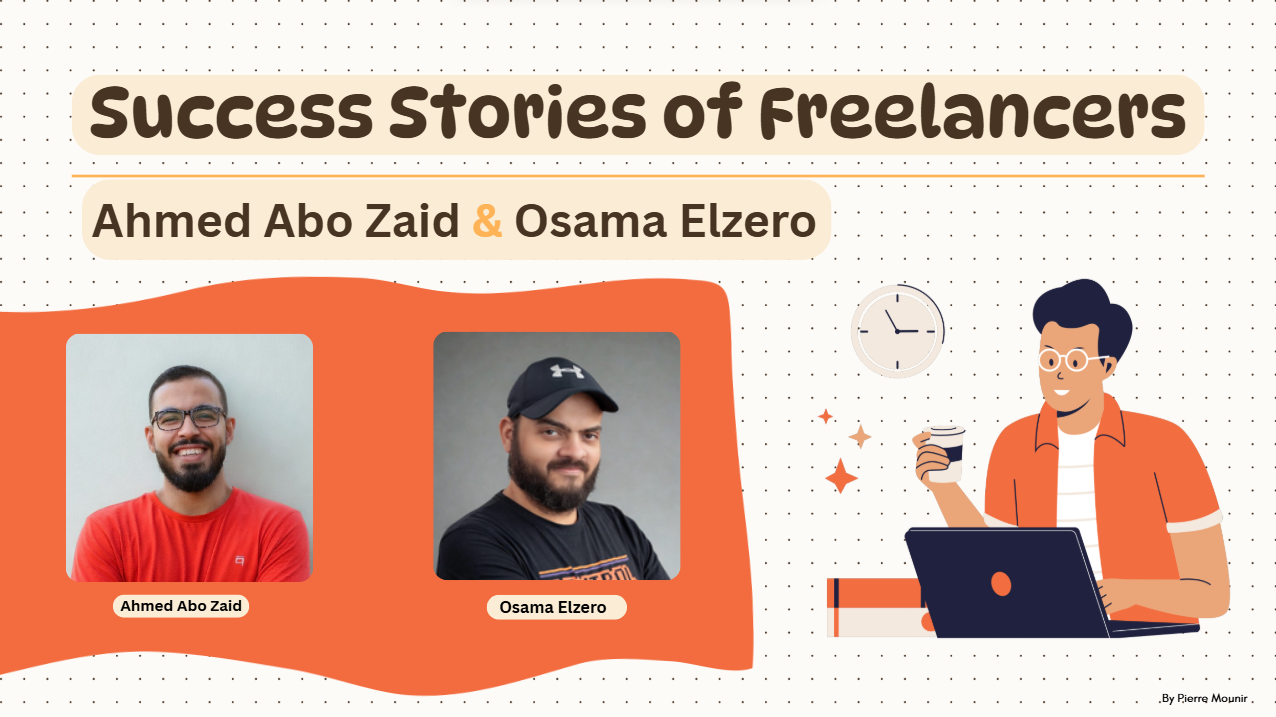 Success Stories of Freelancers
Ahmed Abo Zaid & Osama Elzero
Ahmed Abo Zaid
Osama Elzero
By Pierre Mounir